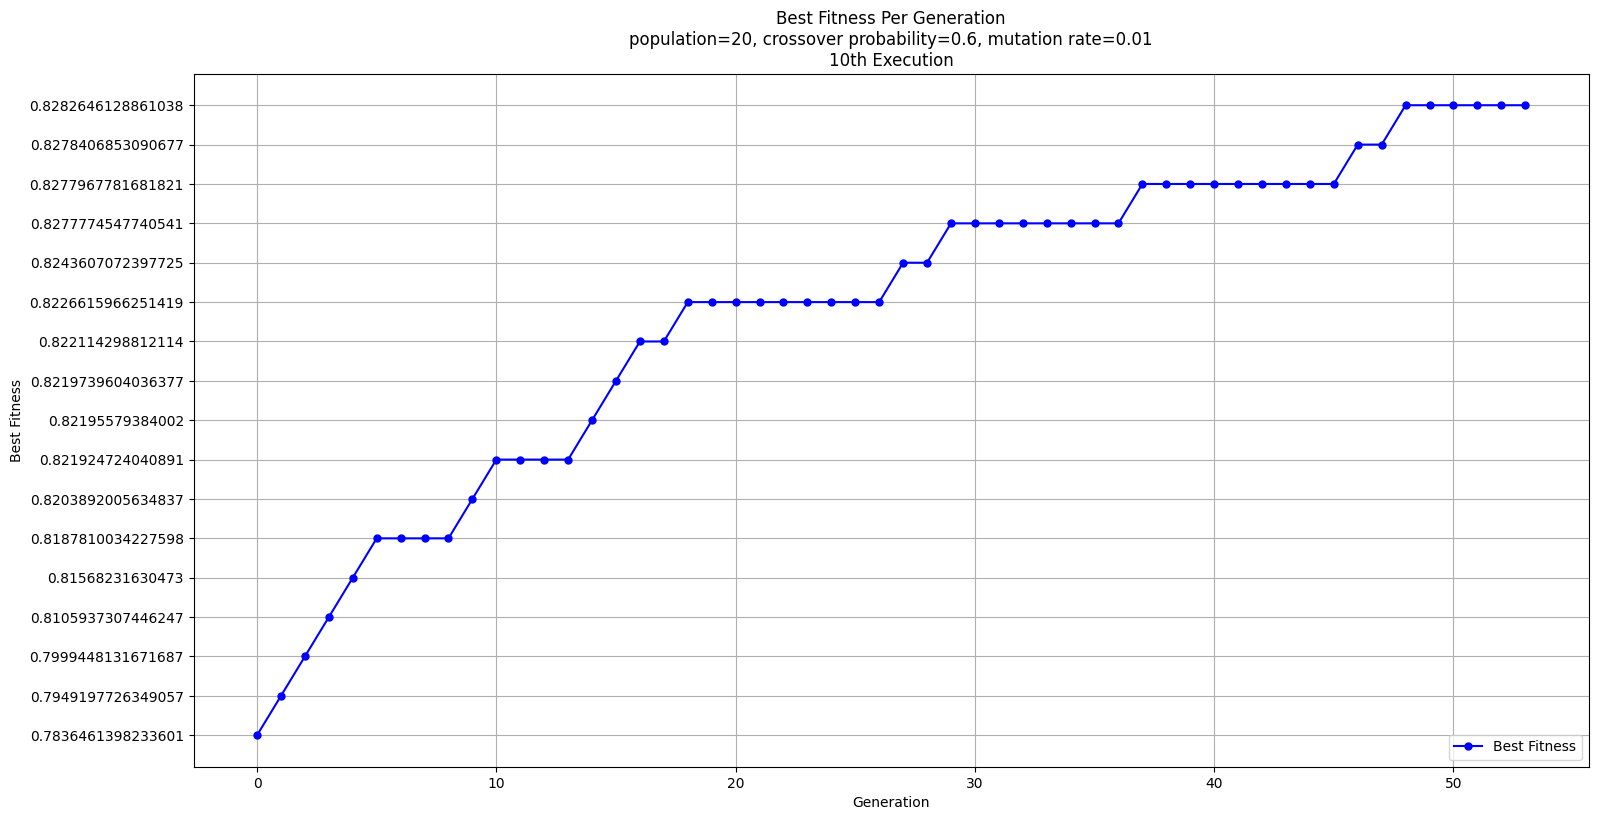 Best Fitness Per Generation
population=20, crossover probability=0.6, mutation rate=0.01
10th Execution
0.8282646128861038
0.8278406853090677
0.8277967781681821
0.8277774547740541
0.8243607072397725
0.8226615966251419
0.822114298812114
0.8219739604036377
0.82195579384002
0.821924724040891
0.8203892005634837
0.8187810034227598
0.81568231630473
0.8105937307446247
0.7999448131671687
0.7949197726349057
0.7836461398233601
Best Fitness
Best Fitness
0 10 20 30 40 50
Generation